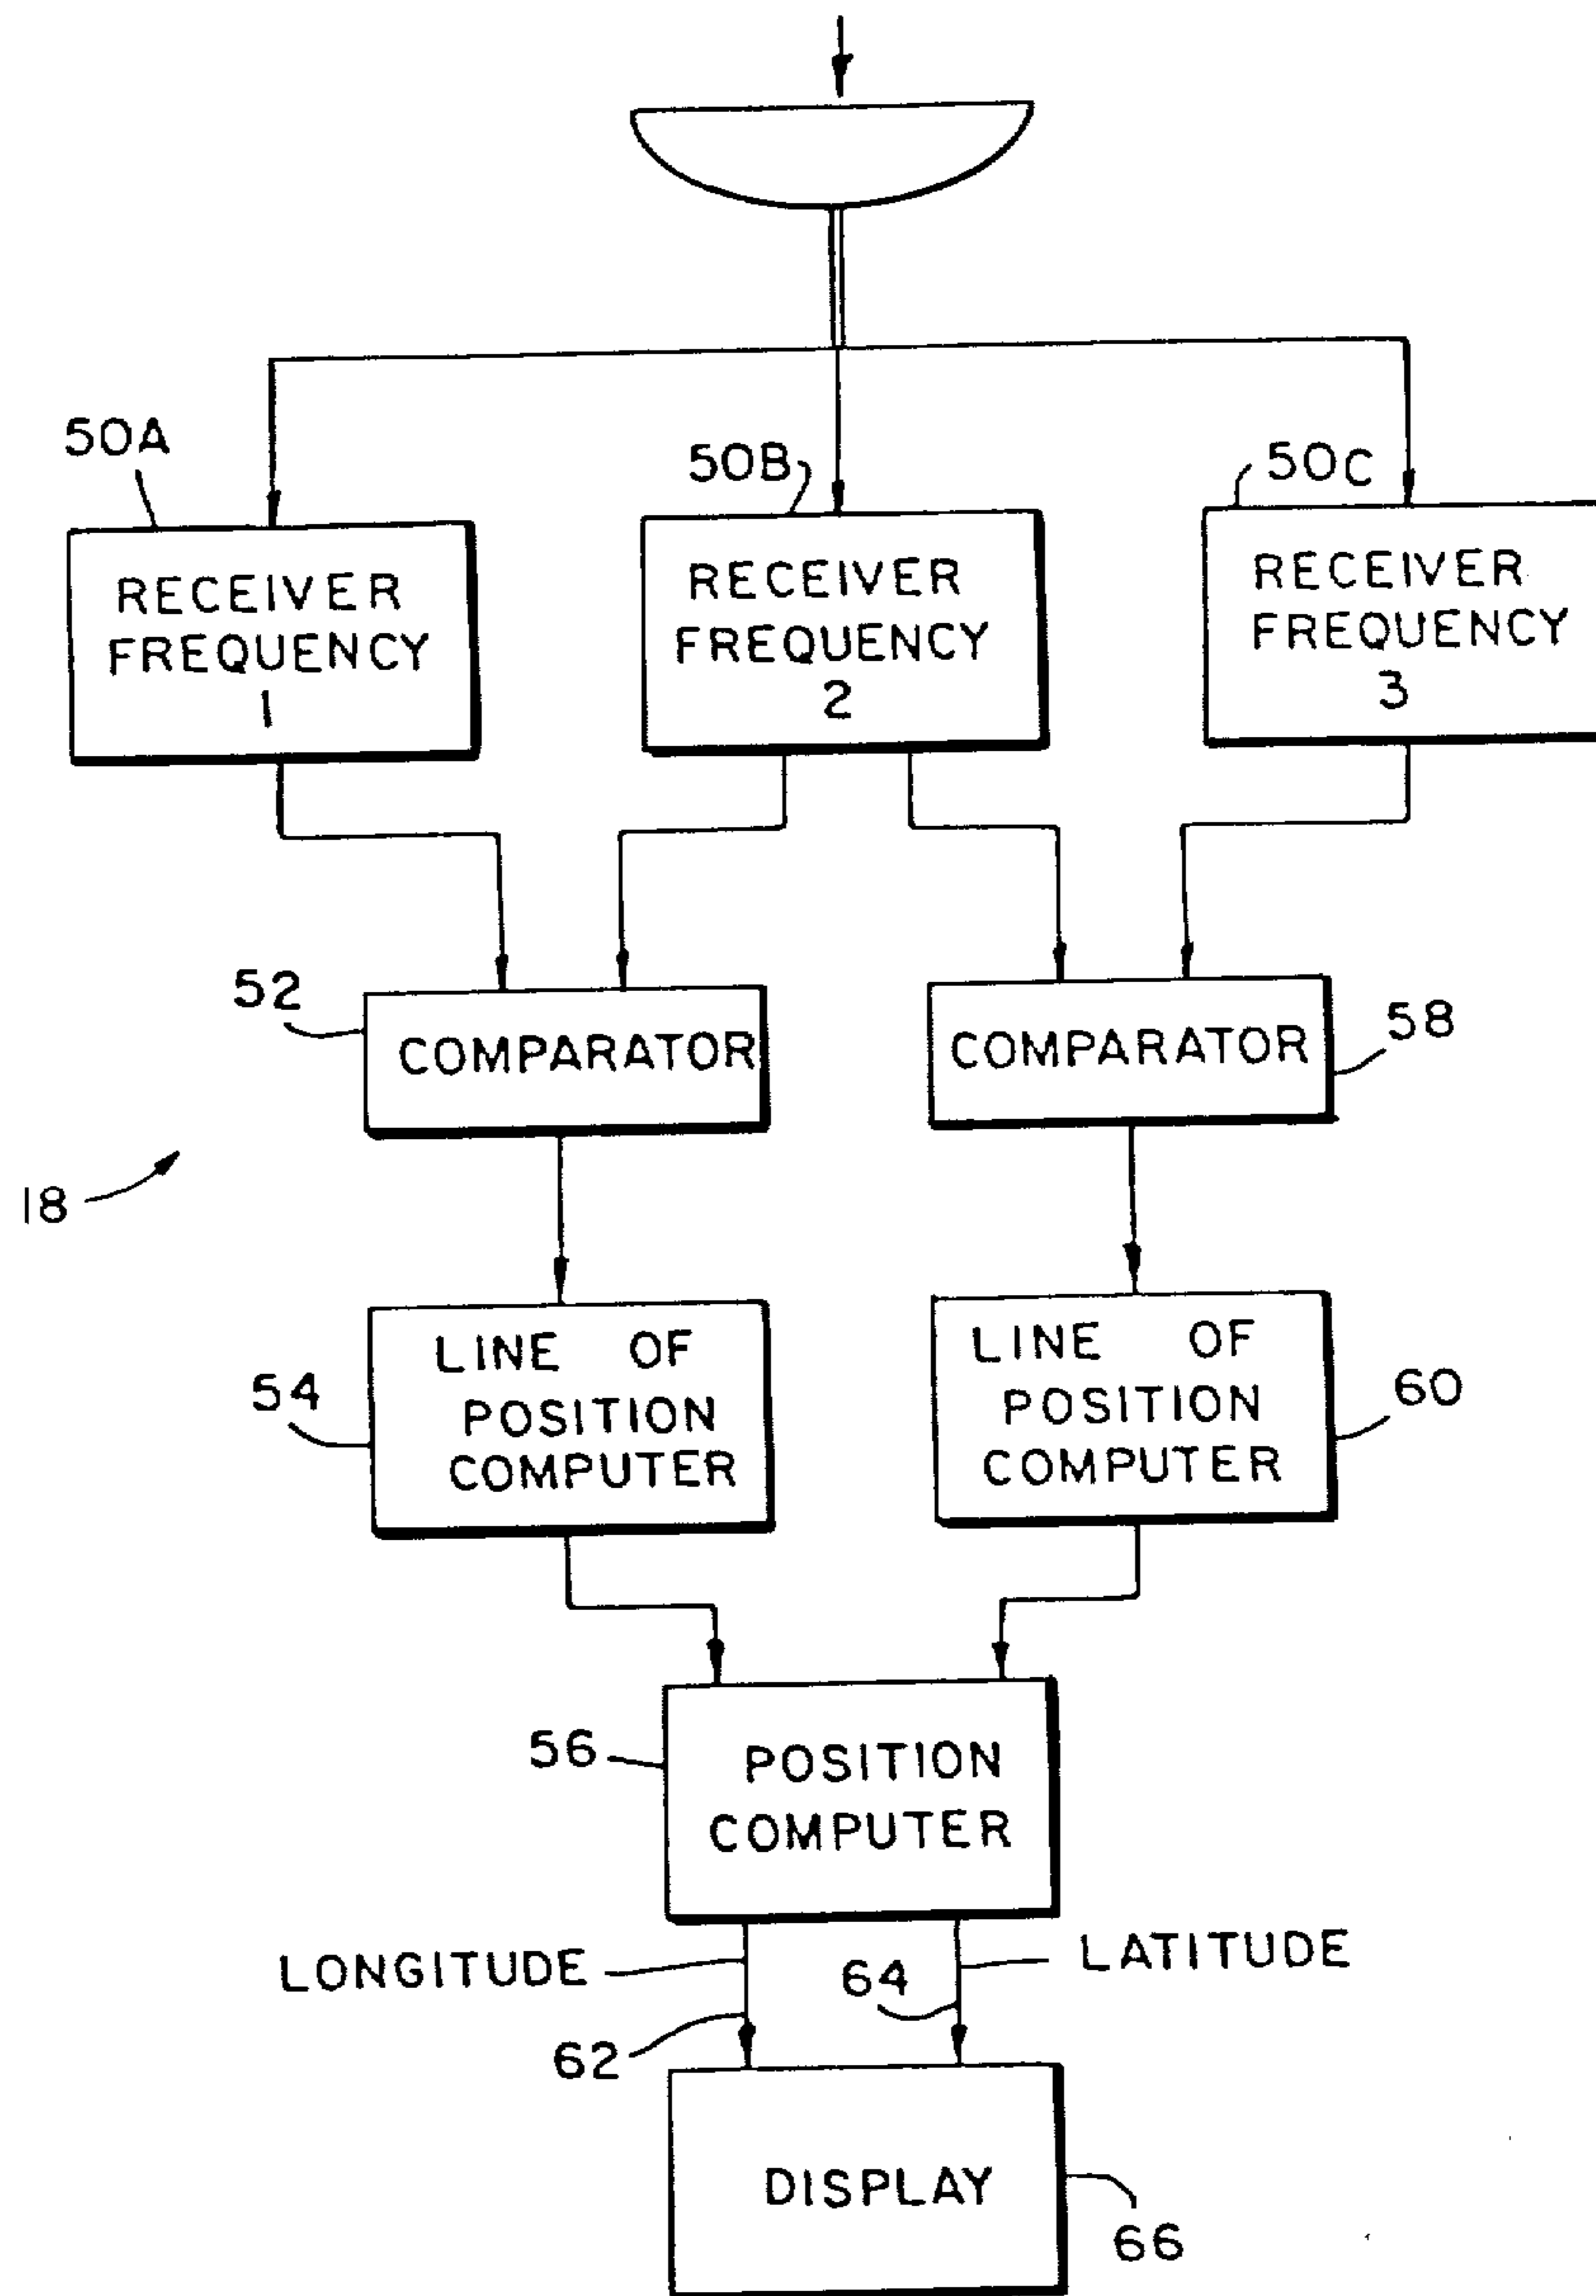 50A
50B
50C
RECEIVER
FREQUENCY
1
RECEIVER
FREQUENCY
2
RECEIVER
FREQUENCY
3
52
COMPARATOR
COMPARATOR
58
18
54
LINE OF
POSITION
COMPUTER
LINE OF
POSITION
COMPUTER
60
56
POSITION
COMPUTER
LONGITUDE
64
LATITUDE
62
DISPLAY
66